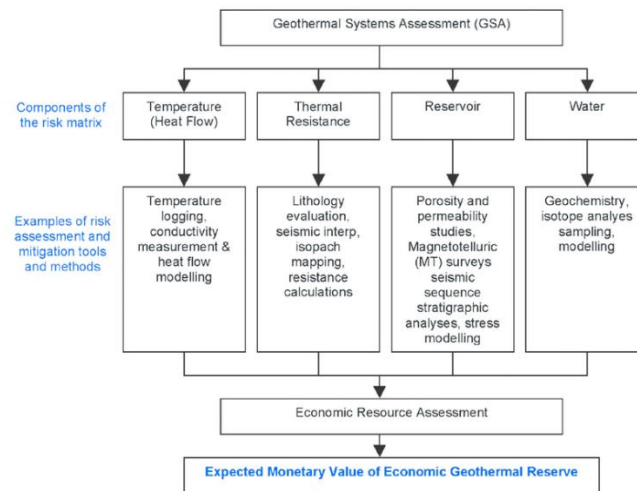 Geothermal Systems Assessment (GSA)
Components of
the risk matrix
Temperature
(Heat Flow)
Thermal
Resistance
Reservoir
Water
Examples of risk
assessment and
mitigation tools
and methods
Temperature
logging,
conductivity
measurement &
heat flow
modelling
Lithology
evaluation,
seismic interp,
isopach
mapping,
resistance
calculations
Porosity and
permeability
studies,
Magnetotelluric
(MT) surveys
seismic
sequence
stratigraphic
analyses, stress
modelling
Geochemistry,
isotope analyes
sampling,
modelling
Economic Resource Assessment
Expected Monetary Value of Economic Geothermal Reserve